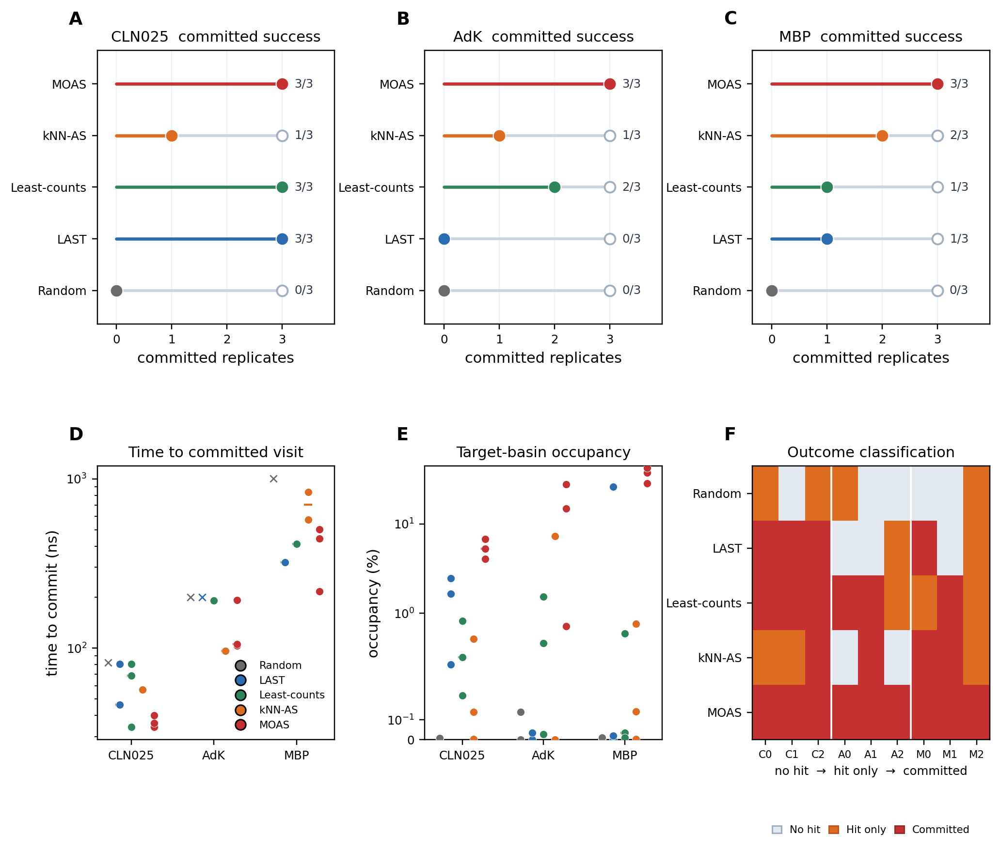 A
CLN025 committed success
MOAS
kNN-AS
Least-counts
LAST
Random
3/3
1/3
3/3
3/3
0/3
0 1 2 3
committed replicates
B
AdK committed success
MOAS
kNN-AS
Least-counts
LAST
Random
3/3
1/3
2/3
0/3
0/3
0 1 2 3
committed replicates
C
MBP committed success
MOAS
kNN-AS
Least-counts
LAST
Random
3/3
2/3
1/3
1/3
0/3
0 1 2 3
committed replicates
D
Time to committed visit
time to commit (ns)
10³
10²
CLN025 AdK MBP
Random
LAST
Least-counts
kNN-AS
MOAS
E
Target-basin occupancy
occupancy (%)
10¹
10⁰
10⁻¹
0
CLN025 AdK MBP
F
Outcome classification
Random
LAST
Least-counts
kNN-AS
MOAS
C0 C1 C2 A0 A1 A2 M0 M1 M2
no hit → hit only → committed
No hit Hit only Committed